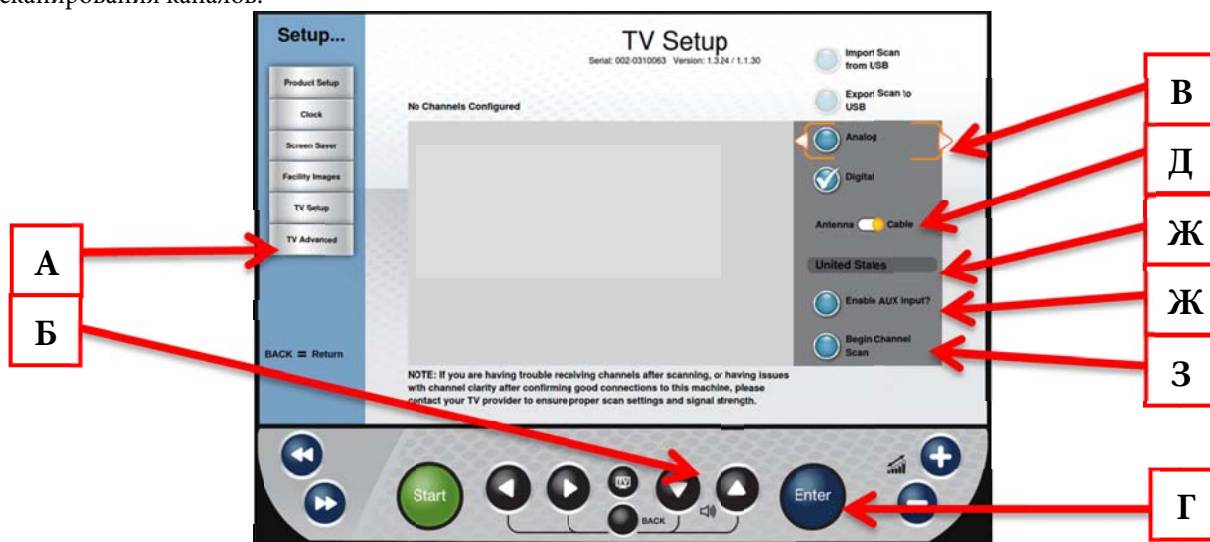 сканирования каналов.
Setup...
TV Setup
Serial: 002-0310063 Version: 1.3.24 / 1.1.30
Import Scan
from USB
Product Setup
Export Scan to
USB
No Channels Configured
В
Clock
Analog
Screen Saver
Digital
Д
Facility Images
TV Setup
Antenna
Cable
TV Advanced
Ж
А
United States
Enable AUX Input?
Ж
Б
BACK = Return
Begin Channel
Scan
З
NOTE: If you are having trouble receiving channels after scanning, or having issues
with channel clarity after confirming good connections to this machine, please
contact your TV provider to ensure proper scan settings and signal strength.
Start
TV
BACK
Enter
Г